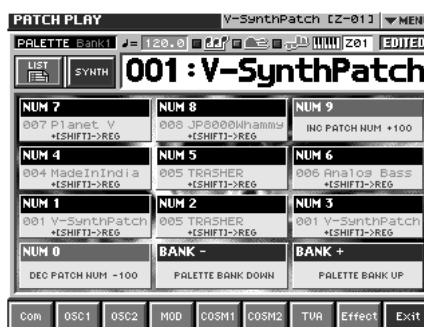 PATCH PLAY V-SynthPatch [Z-01] ▼MENU
PALETTE Bank1 ♩= 120.0 Z01 EDITED
LIST SYNTH 001:V-SynthPatch
NUM 7 NUM 8 NUM 9
007 Planet V 008 JP8000Whammy INC PATCH NUM +100
+[SHIFT]->REG +[SHIFT]->REG
NUM 4 NUM 5 NUM 6
004 MadeInIndia 005 TRASHER 006 Analog Bass
+[SHIFT]->REG +[SHIFT]->REG +[SHIFT]->REG
NUM 1 NUM 2 NUM 3
001 V-SynthPatch 005 TRASHER 001 V-SynthPatch
+[SHIFT]->REG +[SHIFT]->REG +[SHIFT]->REG
NUM 0 BANK - BANK +
DEC PATCH NUM -100 PALETTE BANK DOWN PALETTE BANK UP
Com OSC1 OSC2 MOD COSM1 COSM2 TVA Effect Exit